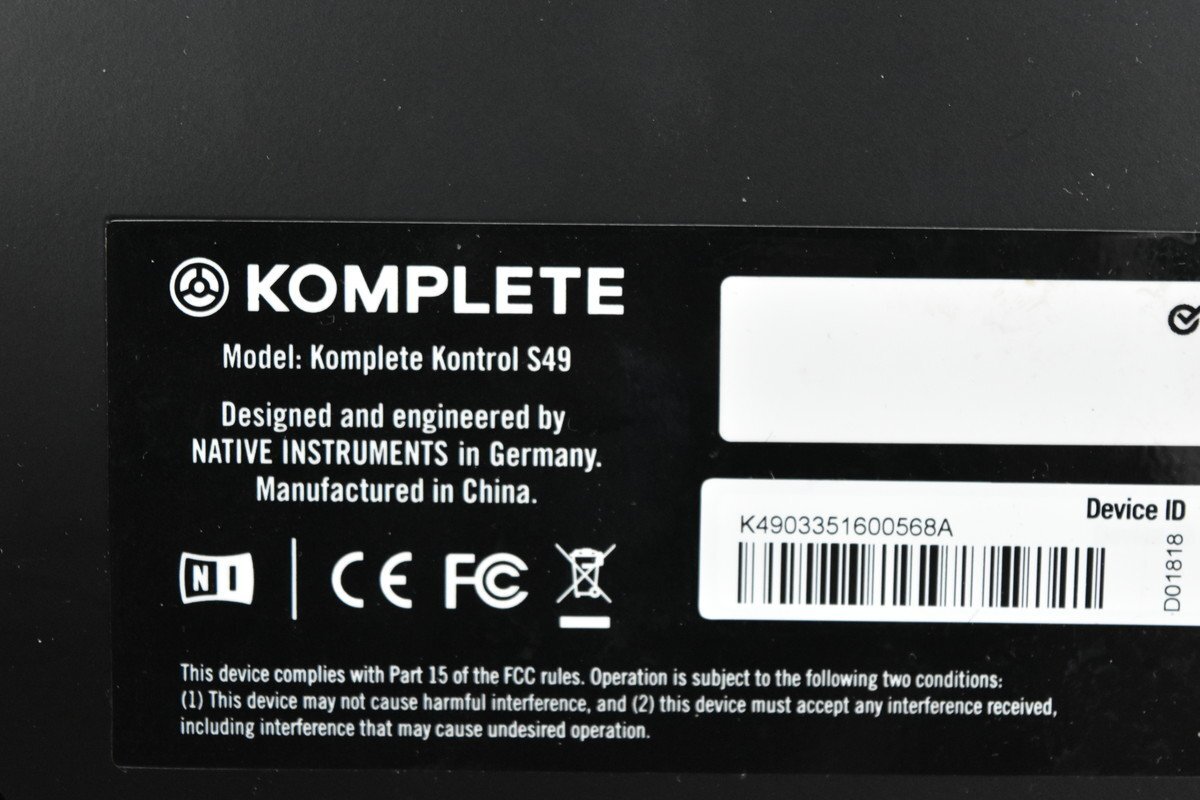 KOMPLETE
Model: Komplete Kontrol S49
Designed and engineered by
NATIVE INSTRUMENTS in Germany.
Manufactured in China.
NI
CE FC
Device ID
K4903351600568A
D01818
This device complies with Part 15 of the FCC rules. Operation is subject to the following two conditions:
(1) This device may not cause harmful interference, and (2) this device must accept any interference received,
including interference that may cause undesired operation.